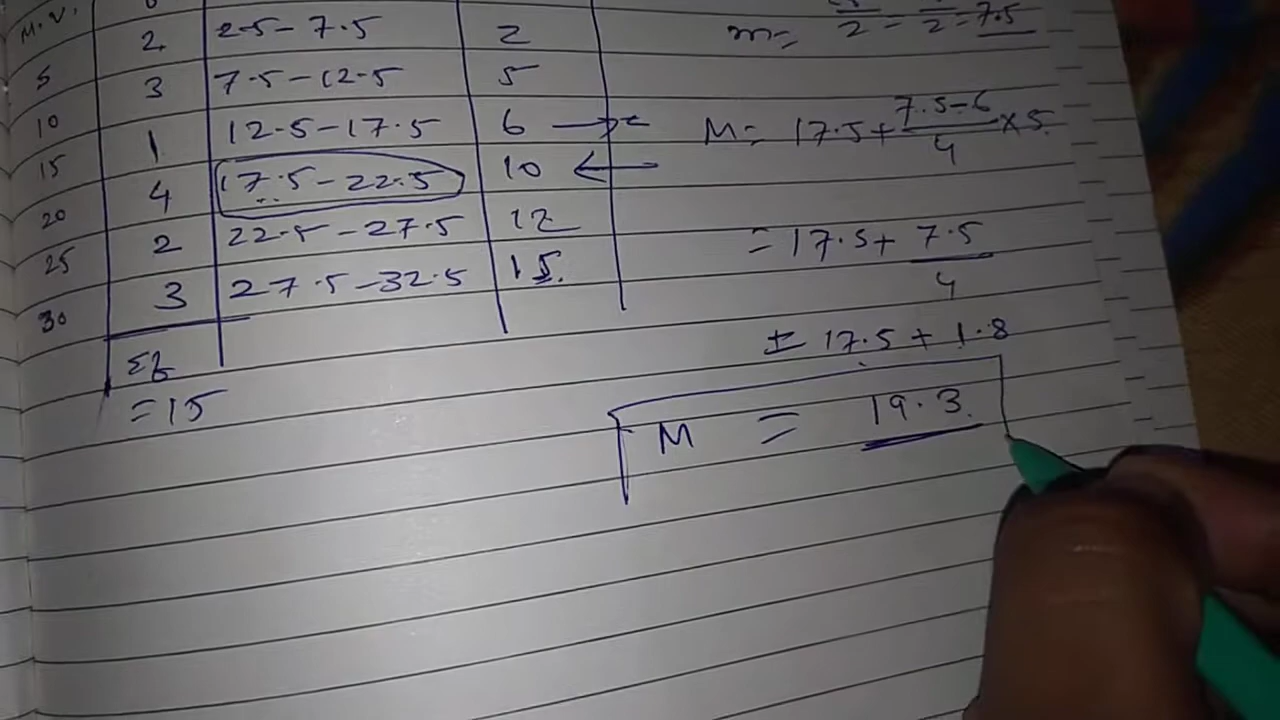 M.V.
2 2.5-7.5 2
5 3 7.5-12.5 5
10 1 12.5-17.5 6
15 4 17.5-22.5 10
20 2 22.5-27.5 12
25 3 27.5-32.5 15.
30
Σf
=15
m= 2 = 2 = 7.5
M= 17.5+ 7.5-6/4 ×5.
= 17.5+ 7.5/4
= 17.5 + 1.8
M = 19.3.